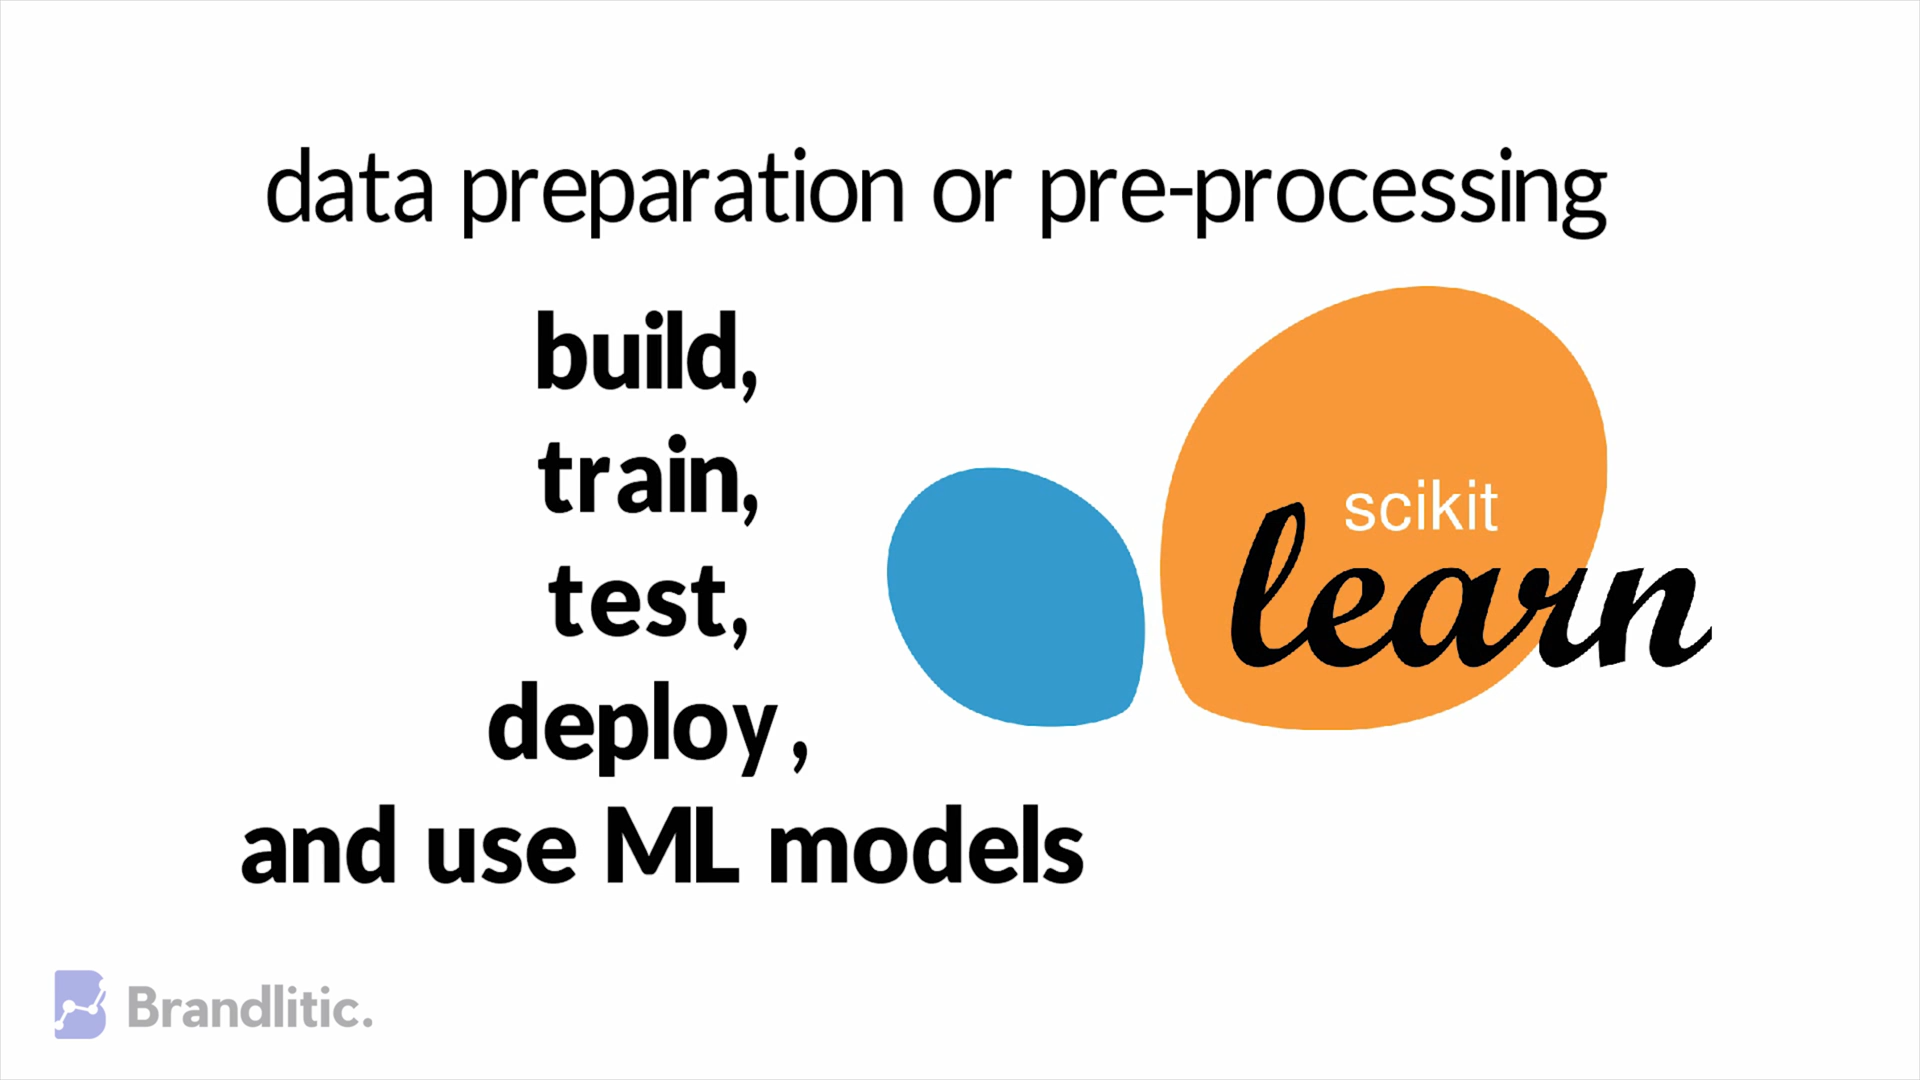 data preparation or pre-processing
build,
train,
test,
deploy,
and use ML models
scikit
learn
Brandlitic.